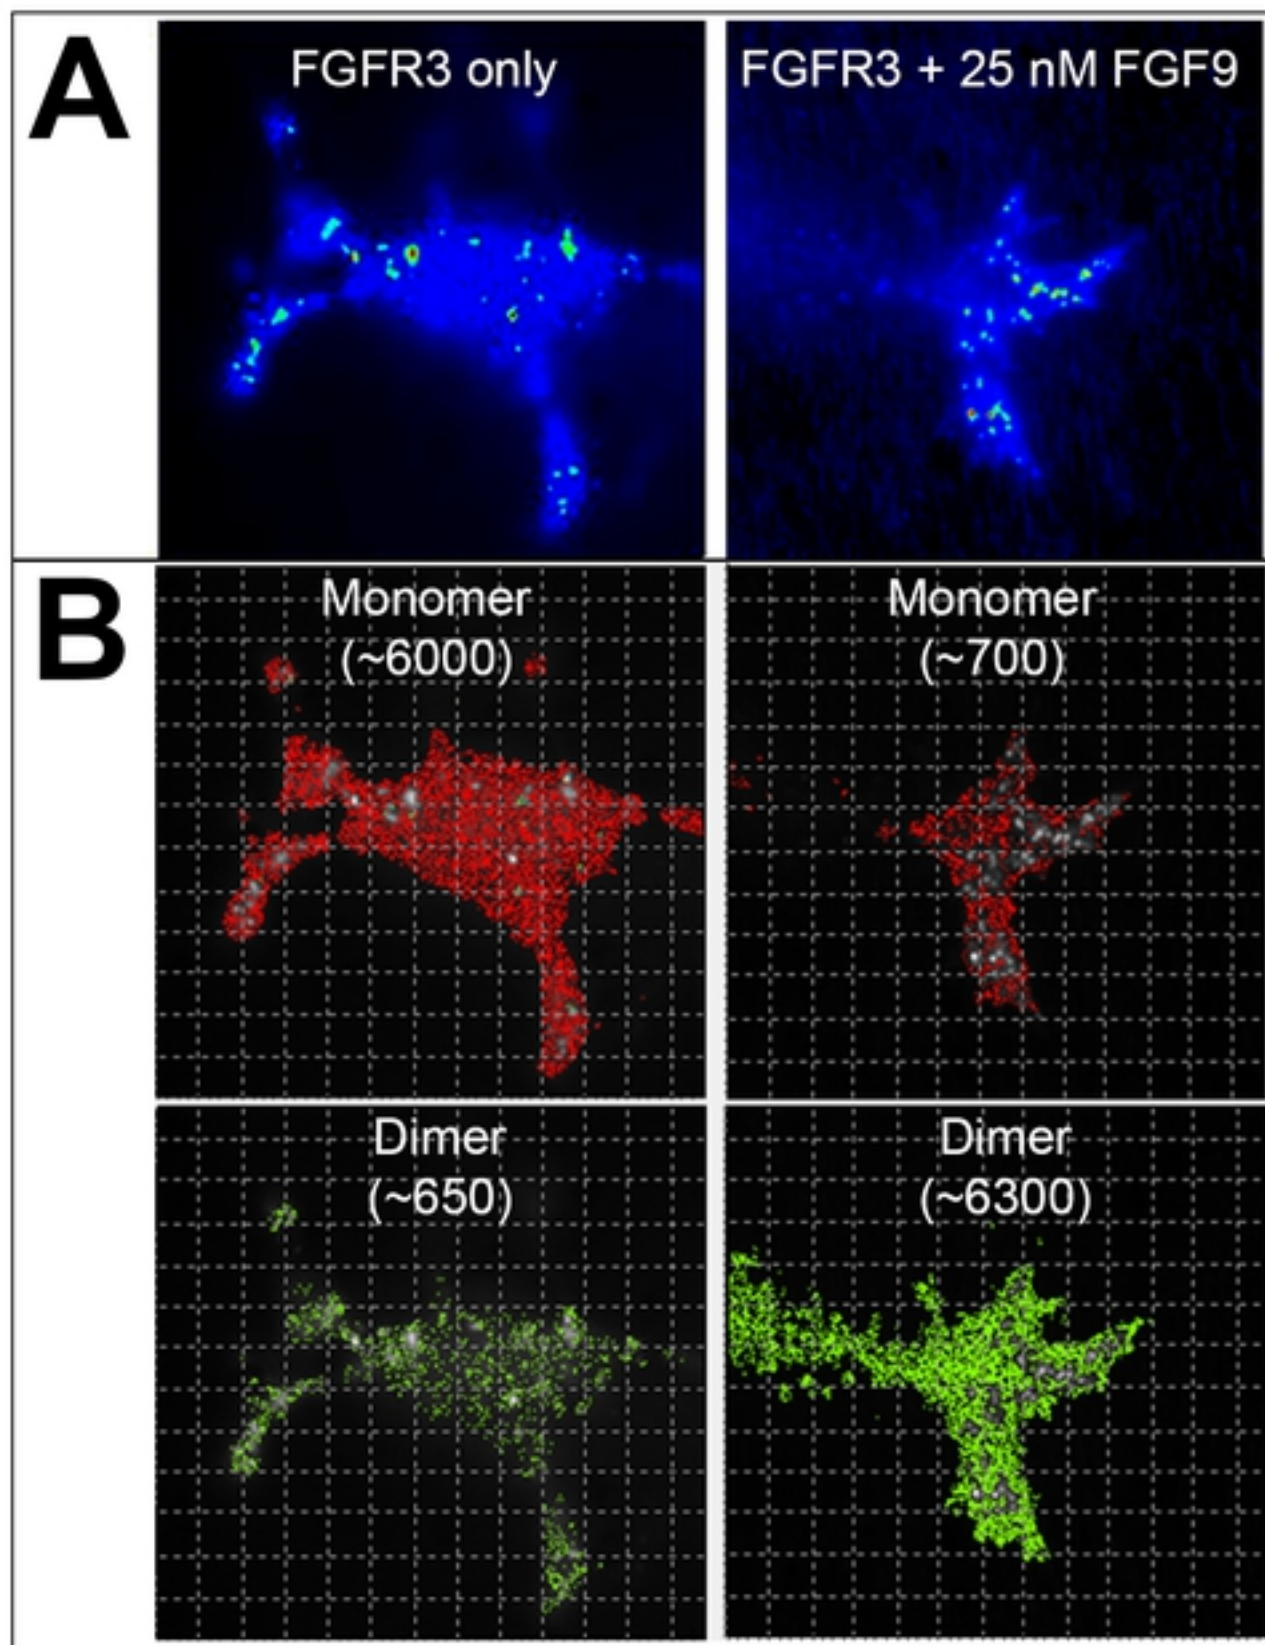 A
FGFR3 only
FGFR3 + 25 nM FGF9
B
Monomer
(~6000)
Monomer
(~700)
Dimer
(~650)
Dimer
(~6300)